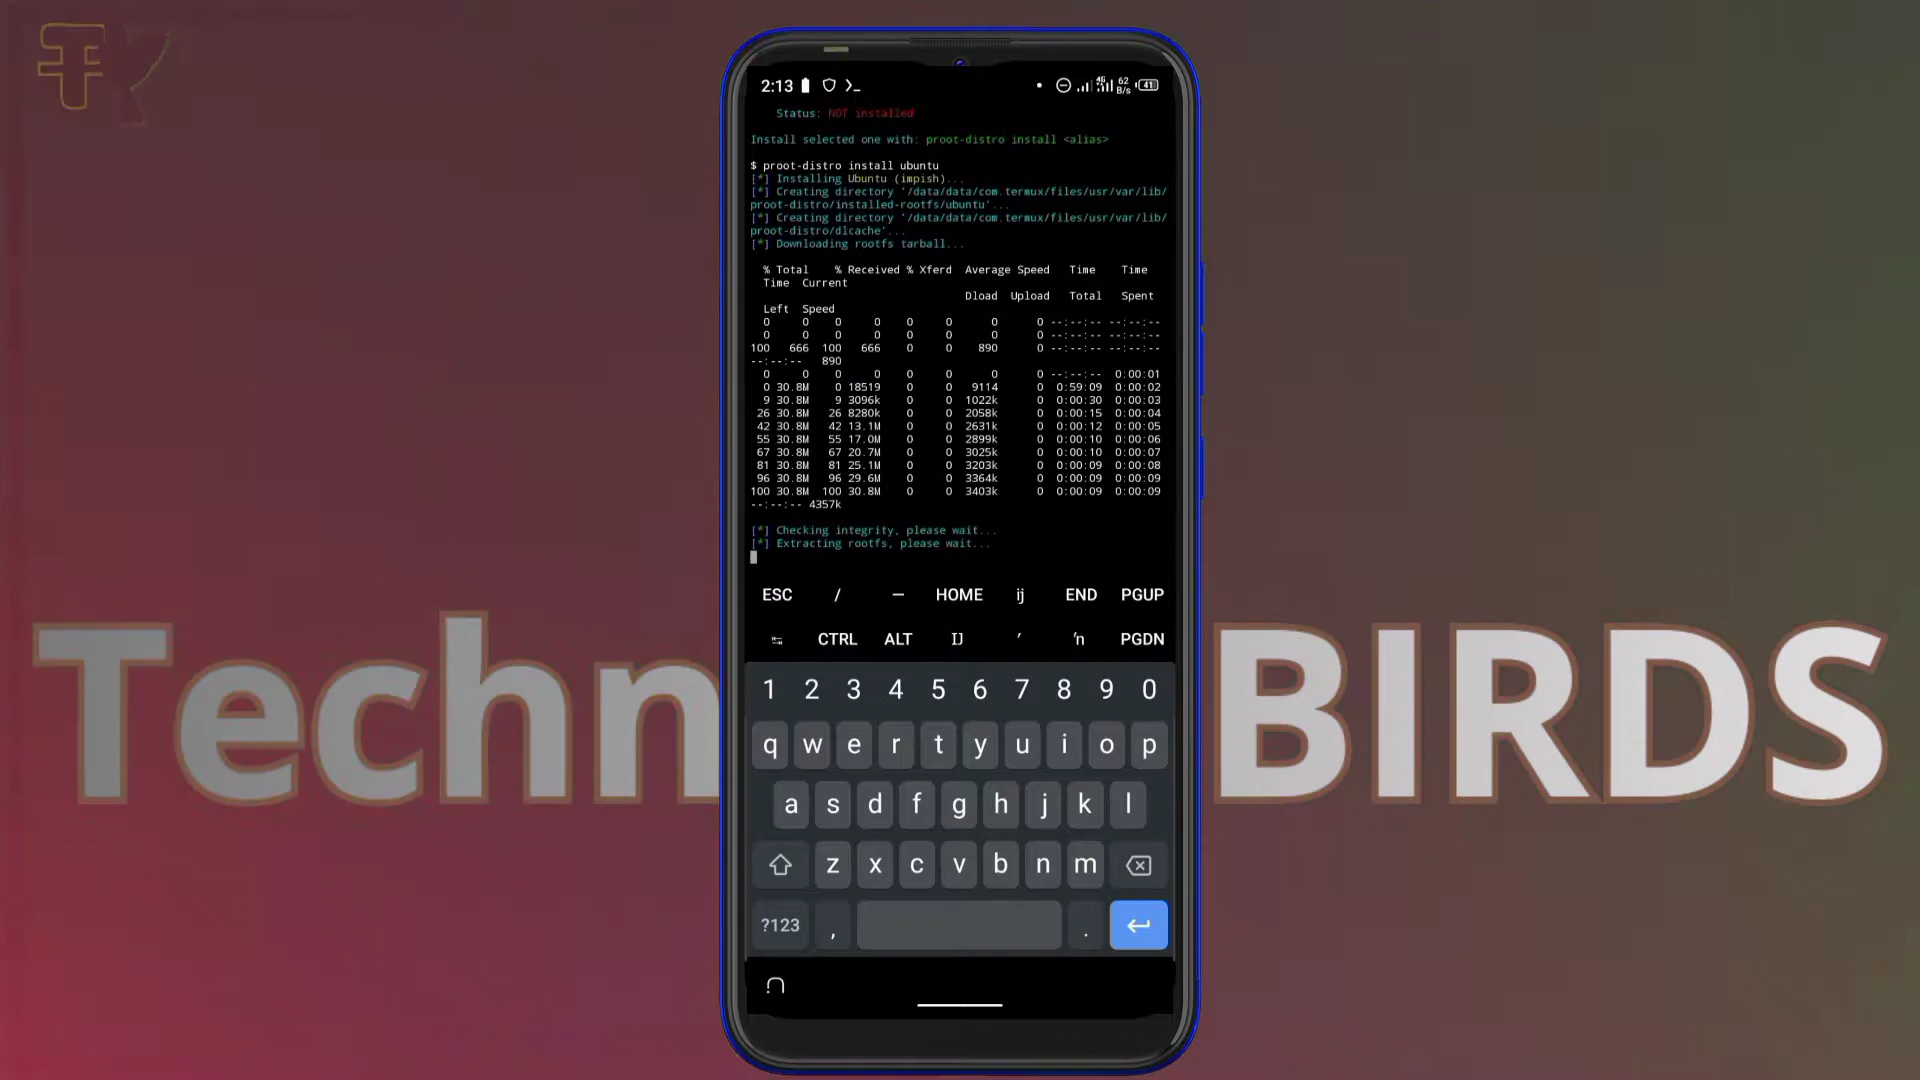 2:13 62 B/s 41
Status: NOT installed
Install selected one with: proot-distro install <alias>
$ proot-distro install ubuntu
[*] Installing Ubuntu (impish)...
[*] Creating directory '/data/data/com.termux/files/usr/var/lib/
proot-distro/installed-rootfs/ubuntu'...
[*] Creating directory '/data/data/com.termux/files/usr/var/lib/
proot-distro/dlcache'...
[*] Downloading rootfs tarball...
% Total % Received % Xferd Average Speed Time Time
Time Current
Dload Upload Total Spent
Left Speed
0 0 0 0 0 0 0 0 --:--:-- --:--:--
0 0 0 0 0 0 0 0 --:--:-- --:--:--
100 666 100 666 0 0 890 0 --:--:-- --:--:--
--:--:-- 890
0 0 0 0 0 0 0 0 --:--:-- 0:00:01
0 30.8M 0 18519 0 0 9114 0 0:59:09 0:00:02
9 30.8M 9 3096k 0 0 1022k 0 0:00:30 0:00:03
26 30.8M 26 8280k 0 0 2058k 0 0:00:15 0:00:04
42 30.8M 42 13.1M 0 0 2631k 0 0:00:12 0:00:05
55 30.8M 55 17.0M 0 0 2899k 0 0:00:10 0:00:06
67 30.8M 67 20.7M 0 0 3025k 0 0:00:10 0:00:07
81 30.8M 81 25.1M 0 0 3203k 0 0:00:09 0:00:08
96 30.8M 96 29.6M 0 0 3364k 0 0:00:09 0:00:09
100 30.8M 100 30.8M 0 0 3403k 0 0:00:09 0:00:09
--:--:-- 4357k
[*] Checking integrity, please wait...
[*] Extracting rootfs, please wait...
ESC / — HOME ij END PGUP
CTRL ALT IJ ' ŉ PGDN
Techn BIRDS
1 2 3 4 5 6 7 8 9 0
q w e r t y u i o p
a s d f g h j k l
z x c v b n m
?123 , .